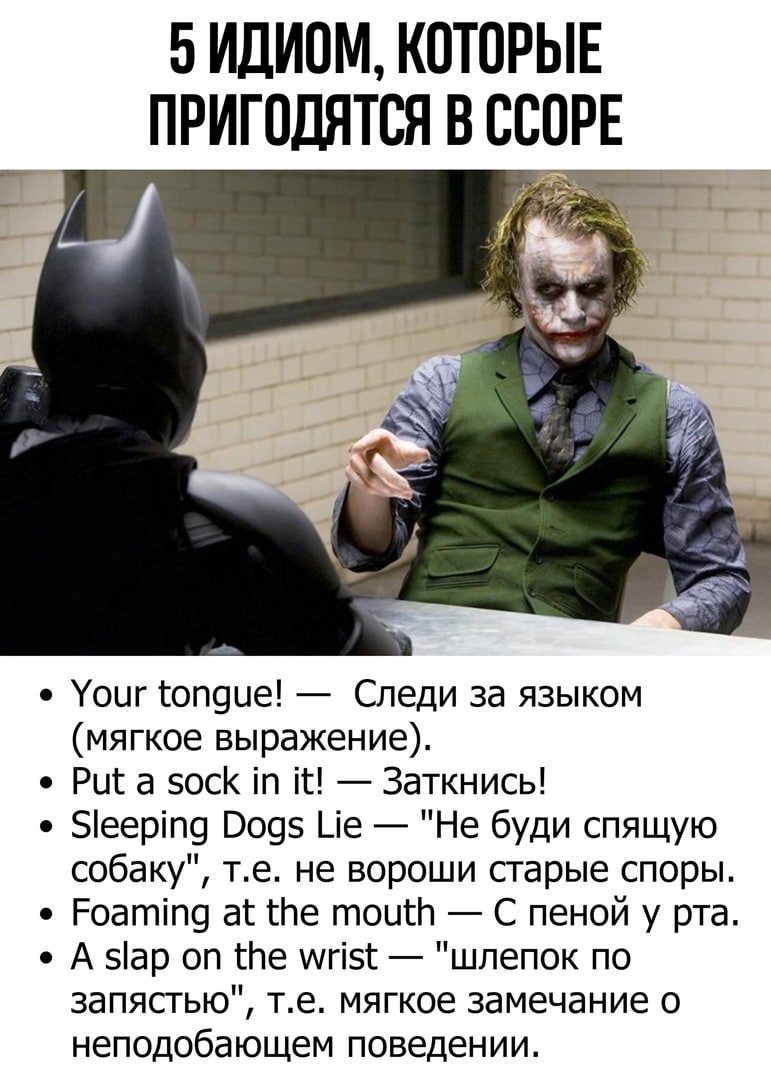 5 ИДИОМ, КОТОРЫЕ
ПРИГОДЯТСЯ В ССОРЕ
• Your tongue! — Следи за языком
(мягкое выражение).
• Put a sock in it! — Заткнись!
• Sleeping Dogs Lie — "Не буди спящую
собаку", т.е. не вороши старые споры.
• Foaming at the mouth — С пеной у рта.
• A slap on the wrist — "шлепок по
запястью", т.е. мягкое замечание о
неподобающем поведении.